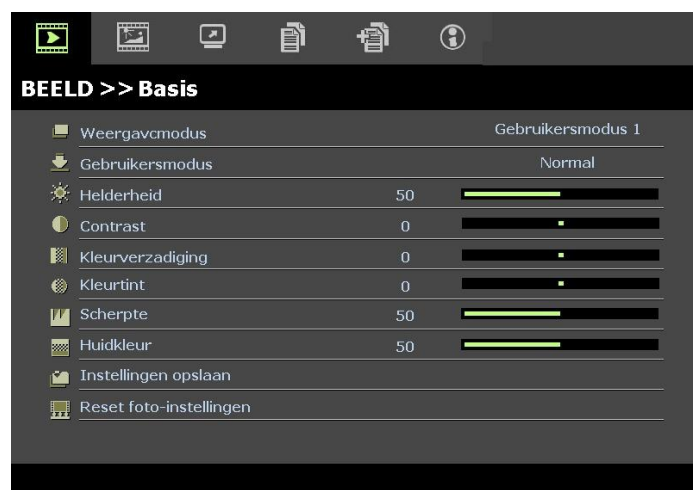 BEELD >> Basis
Weergavcmodus Gebruikersmodus 1
Gebruikersmodus Normal
Helderheid 50
Contrast 0
Kleurverzadiging 0
Kleurtint 0
Scherpte 50
Huidkleur 50
Instellingen opslaan
Reset foto-instellingen